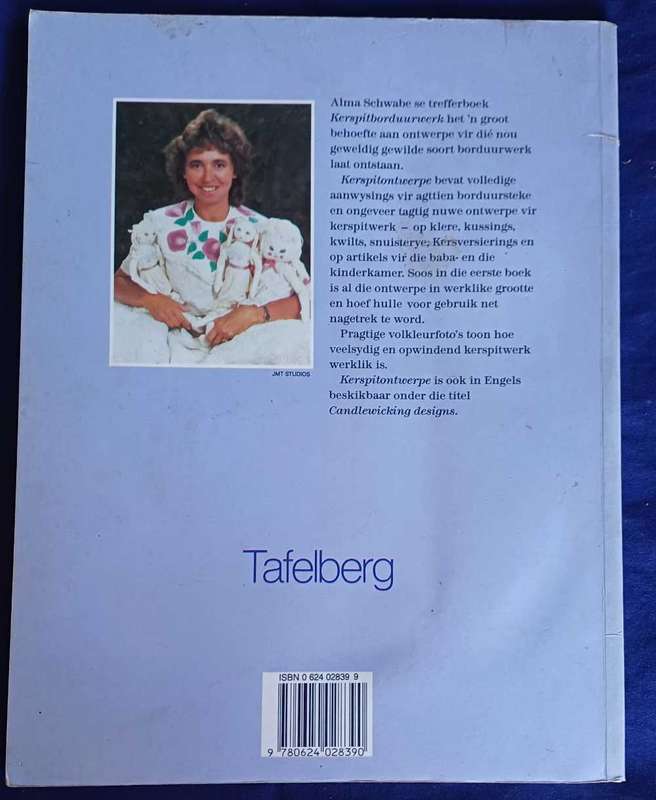 Alma Schwabe se trefferboek
Kerspitborduurwerk het 'n groot
behoefte aan ontwerpe vir dié nou
geweldig gewilde soort borduurwerk
laat ontstaan.
Kerspitontwerpe bevat volledige
aanwysings vir agttien borduursteke
en ongeveer tagtig nuwe ontwerpe vir
kerspitwerk – op klere, kussings,
kwilts, snuisterye, Kersversierings en
op artikels vir die baba- en die
kinderkamer. Soos in die eerste boek
is al die ontwerpe in werklike grootte
en hoef hulle voor gebruik net
nagetrek te word.
Pragtige volkleurfoto's toon hoe
veelsydig en opwindend kerspitwerk
werklik is.
Kerspitontwerpe is ook in Engels
beskikbaar onder die titel
Candlewicking designs.
JMT STUDIOS
Tafelberg
ISBN 0 624 02839 9
9 780624 028390